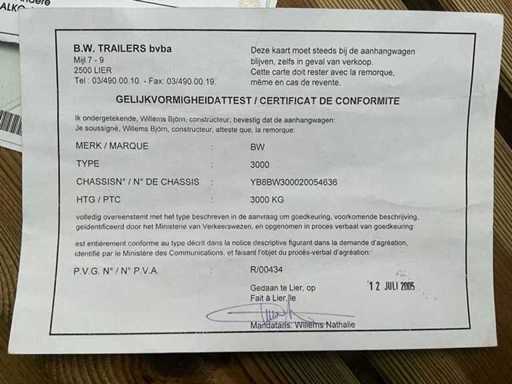 ALKO
B.W. TRAILERS bvba
Mijl 7 - 9
2500 LIER
Tel : 03/490.00.10. - Fax: 03/490.00.19.
Deze kaart moet steeds bij de aanhangwagen
blijven, zelfs in geval van verkoop.
Cette carte doit rester avec la remorque,
même en cas de revente.
GELIJKVORMIGHEIDATTEST / CERTIFICAT DE CONFORMITE
Ik ondergetekende, Willems Björn, constructeur, bevestig dat de aanhangwagen:
Je soussigné, Willems Björn, constructeur, atteste que, la remorque:
MERK / MARQUE : BW
TYPE : 3000
CHASSISN° / N° DE CHASSIS : YB6BW300020054636
HTG / PTC : 3000 KG
volledig overeenstemt met het type beschreven in de aanvraag om goedkeuring, voorkomende beschrijving,
geïdentificeerd door het Ministerie van Verkeerswezen, en opgenomen in proces verbaal van goedkeuring
est entièrement conforme au type décrit dans la notice descriptive figurant dans la demande d'agréation,
identifié par le Ministère des Communications, et faisant l'objet du procés-verbal d'agréation:
P.V.G. N° / N° P.V.A. : R/00434
Gedaan te Lier, op
Fait à Lier, le
12 JULI 2005
Mandataris: Willems Nathalie